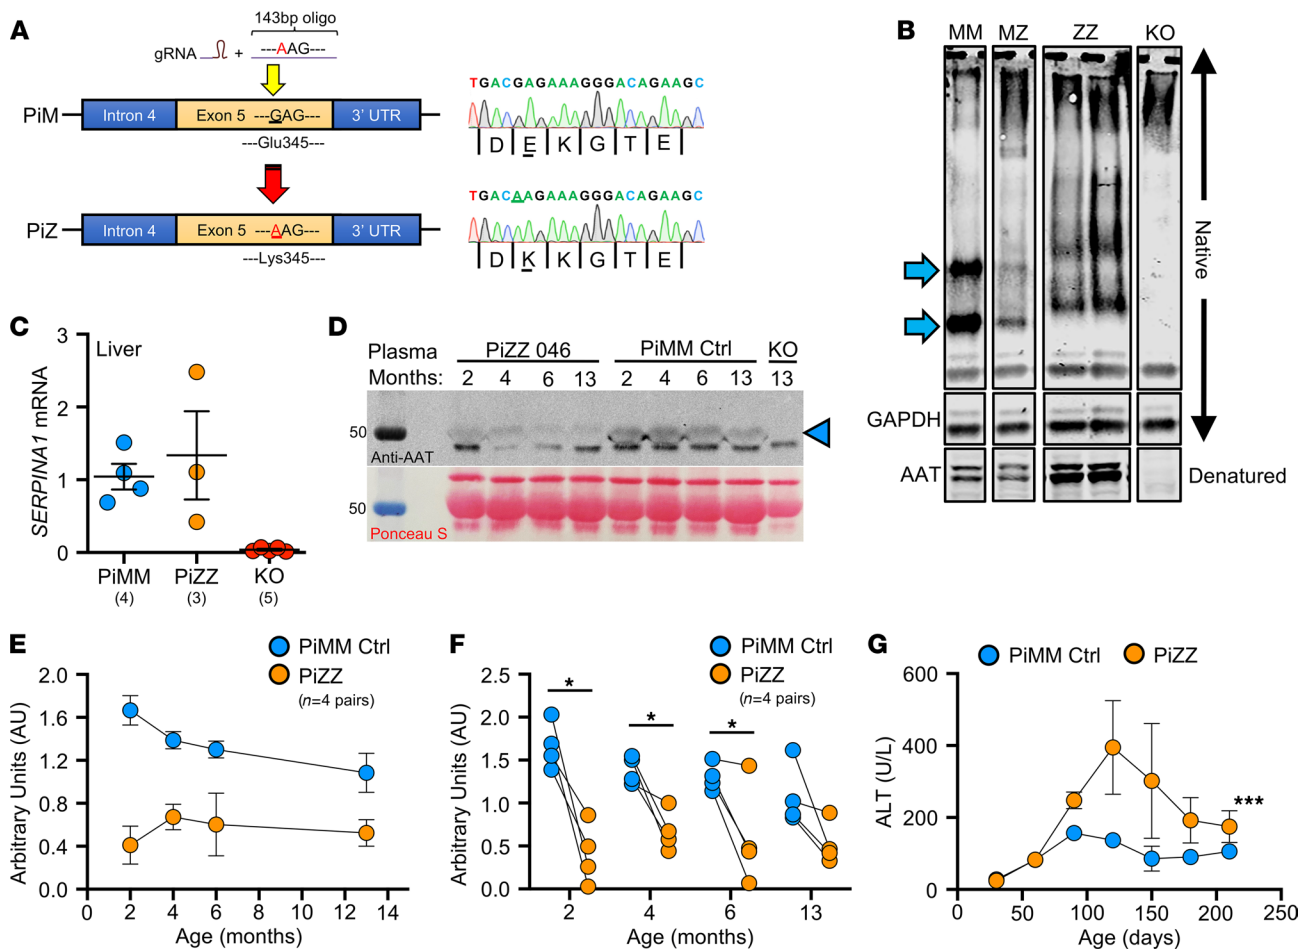 A
143bp oligo
gRNA + ---AAG---
PiM Intron 4 Exon 5 ---GAG--- 3' UTR
---Glu345---
PiZ Intron 4 Exon 5 ---AAG--- 3' UTR
---Lys345---
TGACGAGAAAGGGACAGAAGC
D E K G T E
TGACAAGAAAGGGACAGAAGC
D K K G T E
B
MM MZ ZZ KO
Native
GAPDH
AAT
Denatured
C
Liver
SERPINA1 mRNA
3
2
1
0
PiMM PiZZ KO
(4) (3) (5)
D
Plasma PiZZ 046 PiMM Ctrl KO
Months: 2 4 6 13 2 4 6 13 13
50
Anti-AAT
50
Ponceau S
E
PiMM Ctrl
PiZZ
(n=4 pairs)
Arbitrary Units (AU)
2.0
1.6
1.2
0.8
0.4
0.0
0 2 4 6 8 10 12 14
Age (months)
F
PiMM Ctrl
PiZZ
(n=4 pairs)
Arbitrary Units (AU)
2.5
2.0
1.5
1.0
0.5
0.0
* * *
2 4 6 13
Age (months)
G
PiMM Ctrl PiZZ
ALT (U/L)
600
400
200
0
***
0 50 100 150 200 250
Age (days)